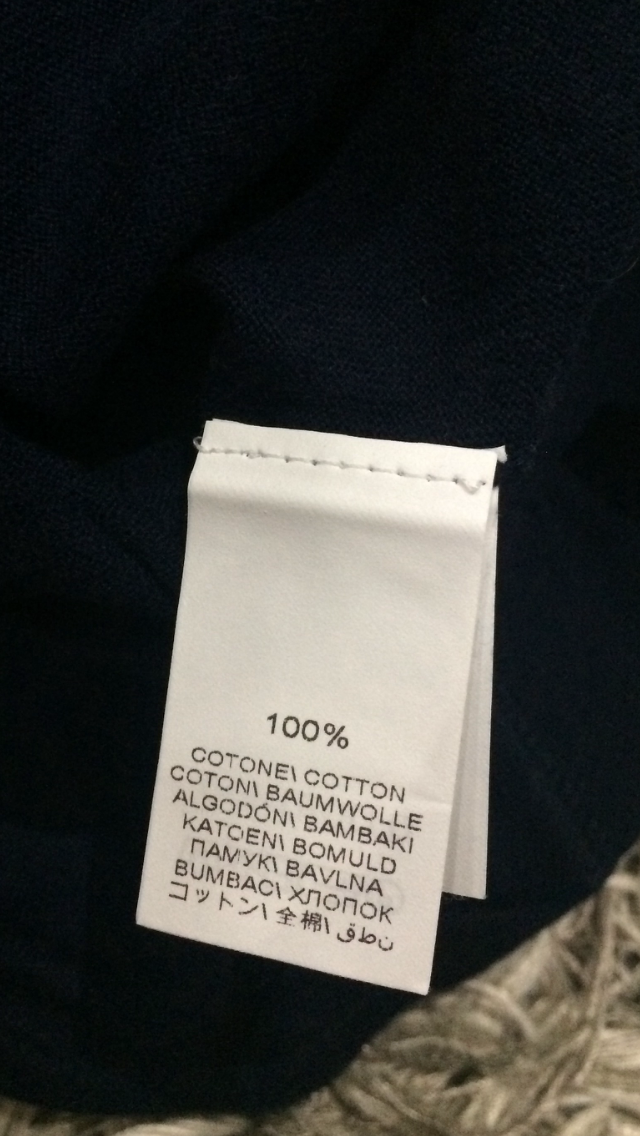 100%
COTONE\ COTTON
COTON\ BAUMWOLLE
ALGODÓN\ BAMBAKI
KATOEN\ BOMULD
ПАМУК\ BAVLNA
BUMBAC\ ХЛОПОК
コットン\ 全棉\ نطق